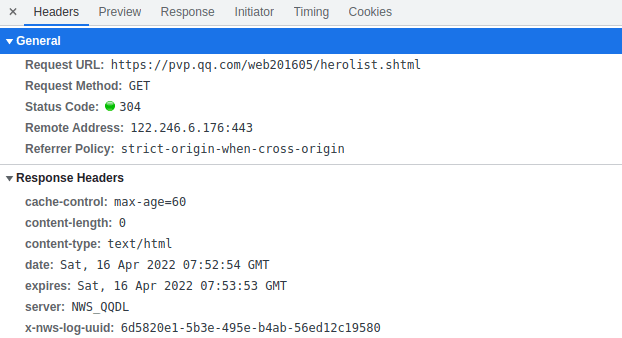 × Headers Preview Response Initiator Timing Cookies
General
Request URL: https://pvp.qq.com/web201605/herolist.shtml
Request Method: GET
Status Code: 304
Remote Address: 122.246.6.176:443
Referrer Policy: strict-origin-when-cross-origin
Response Headers
cache-control: max-age=60
content-length: 0
content-type: text/html
date: Sat, 16 Apr 2022 07:52:54 GMT
expires: Sat, 16 Apr 2022 07:53:53 GMT
server: NWS_QQDL
x-nws-log-uuid: 6d5820e1-5b3e-495e-b4ab-56ed12c19580